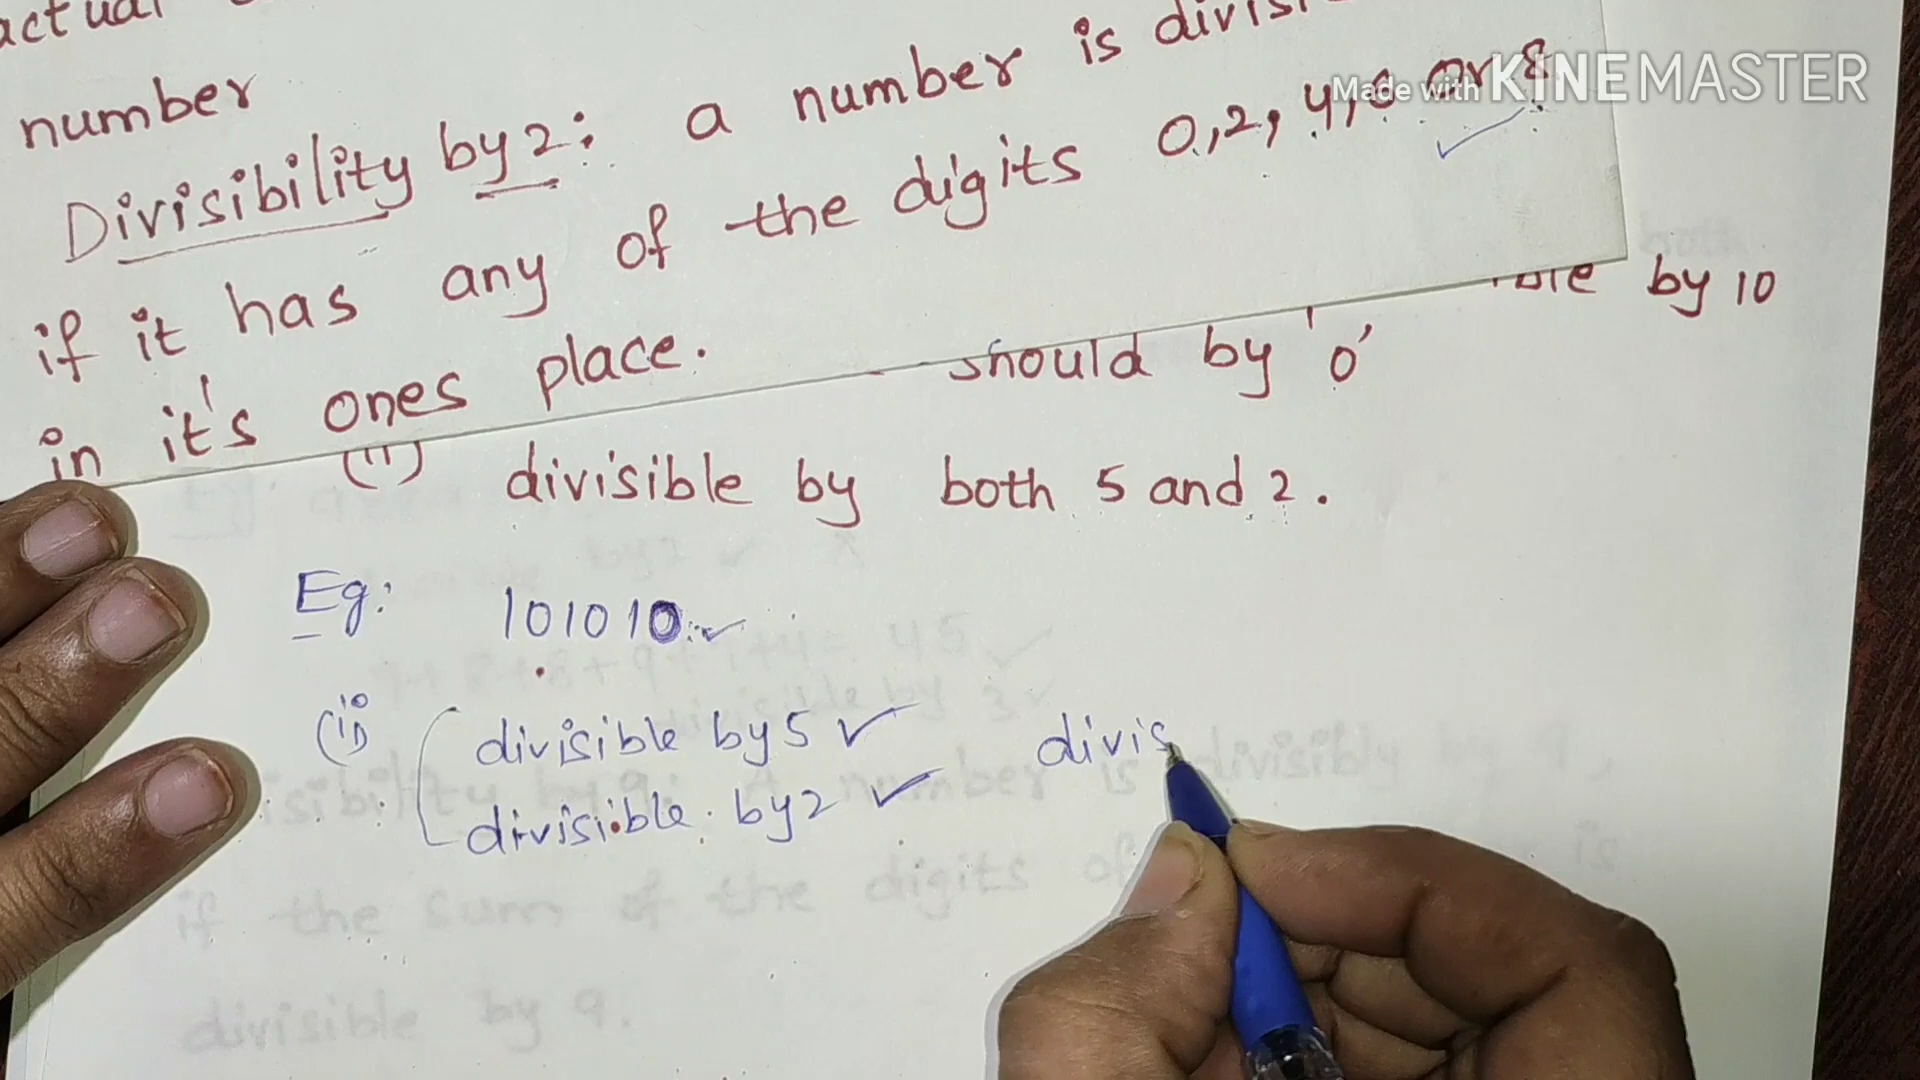 number
Divisibility by 2: a number is divisi
if it has any of the digits 0, 2, 4, 6 or 8
in it's ones place.
by 10
should by '0'
(ii) divisible by both 5 and 2.
Eg: 101010
(ii) divisible by 5 ✓ divis
divisible by 2 ✓
Made with KINEMASTER